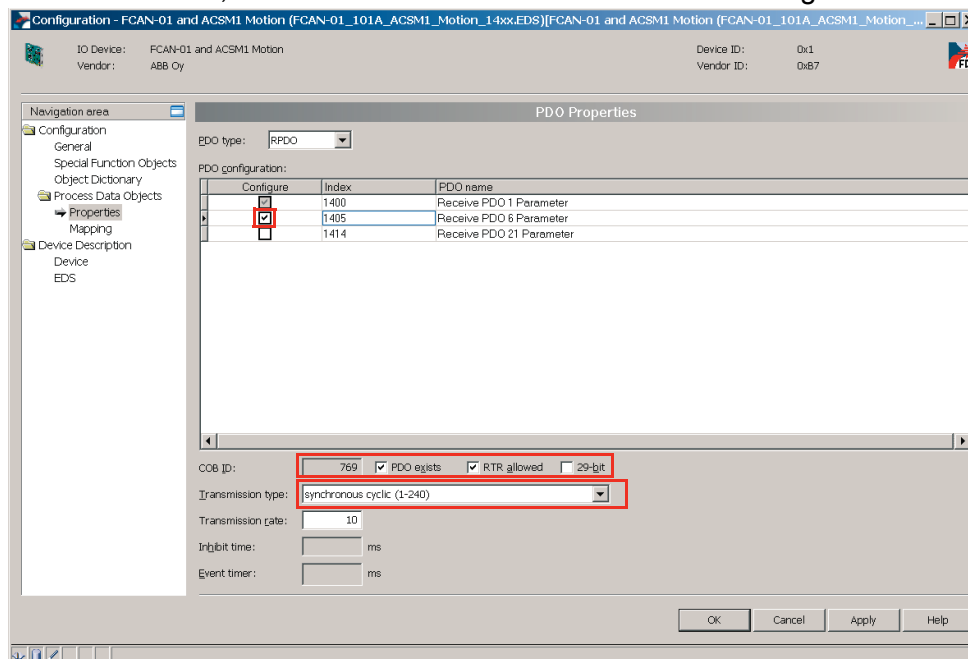 Configuration - FCAN-01 and ACSM1 Motion (FCAN-01_101A_ACSM1_Motion_14xx.EDS)[FCAN-01 and ACSM1 Motion (FCAN-01_101A_ACSM1_Motion_...
IO Device: FCAN-01 and ACSM1 Motion Device ID: 0x1
Vendor: ABB Oy Vendor ID: 0xB7
Navigation area
PDO Properties
Configuration
General
Special Function Objects
Object Dictionary
Process Data Objects
Properties
Mapping
Device Description
Device
EDS
PDO type: RPDO
PDO configuration:
Configure Index PDO name
1400 Receive PDO 1 Parameter
1405 Receive PDO 6 Parameter
1414 Receive PDO 21 Parameter
COB ID: 769 PDO exists RTR allowed 29-bit
Transmission type: synchronous cyclic (1-240)
Transmission rate: 10
Inhibit time: ms
Event timer: ms
OK Cancel Apply Help